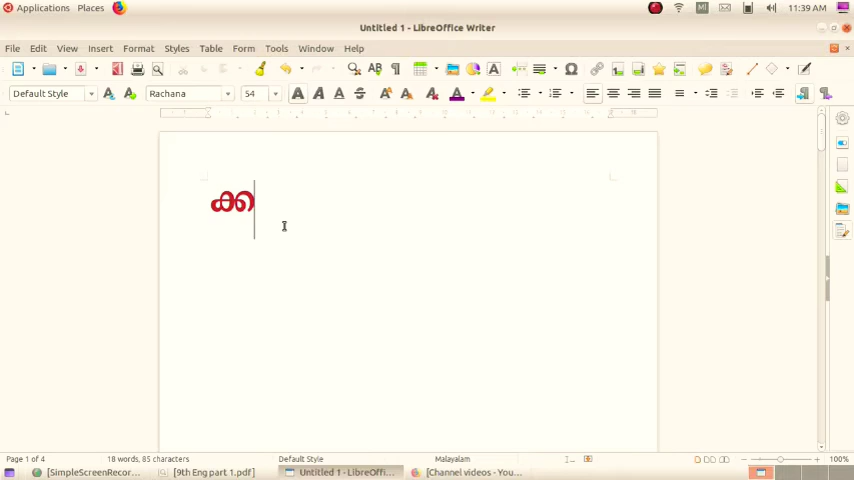 Applications Places MI 11:39 AM
Untitled 1 - LibreOffice Writer
File Edit View Insert Format Styles Table Form Tools Window Help
Default Style Rachana 54
ക്ക
Page 1 of 4 18 words, 85 characters Default Style Malayalam 100%
[SimpleScreenRecor... [9th Eng part 1.pdf] Untitled 1 - LibreOffi... [Channel videos - You...